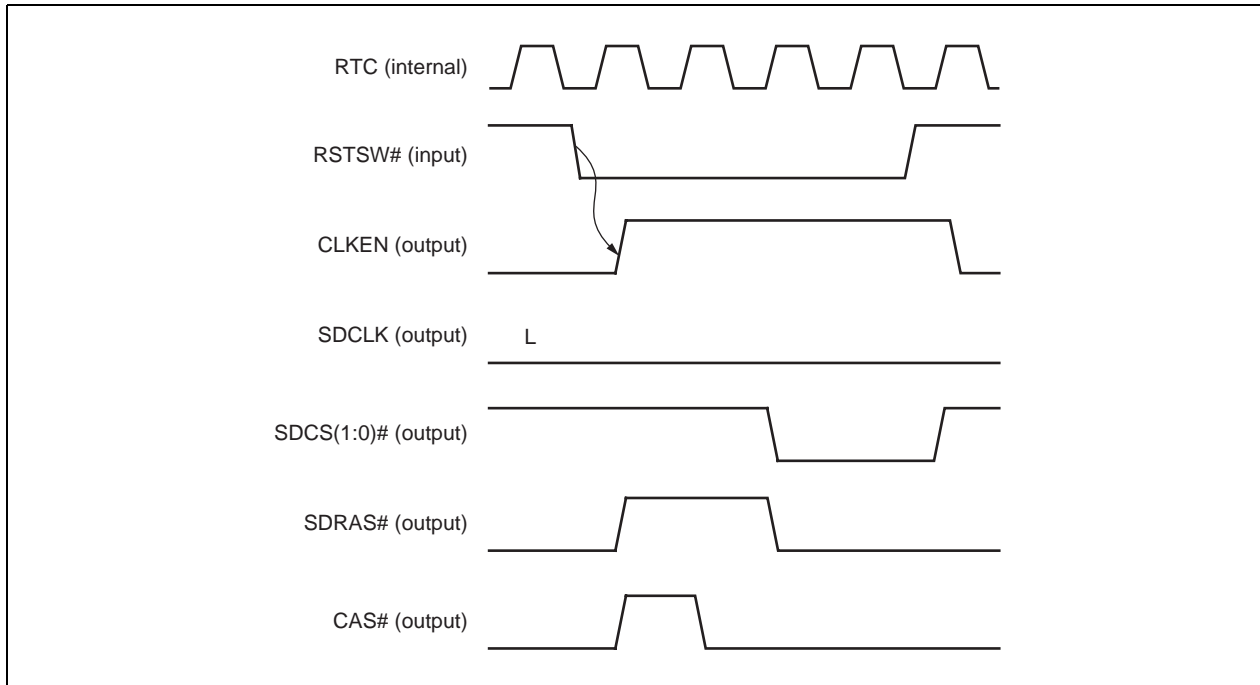 RTC (internal)
RSTSW# (input)
CLKEN (output)
SDCLK (output) L
SDCS(1:0)# (output)
SDRAS# (output)
CAS# (output)